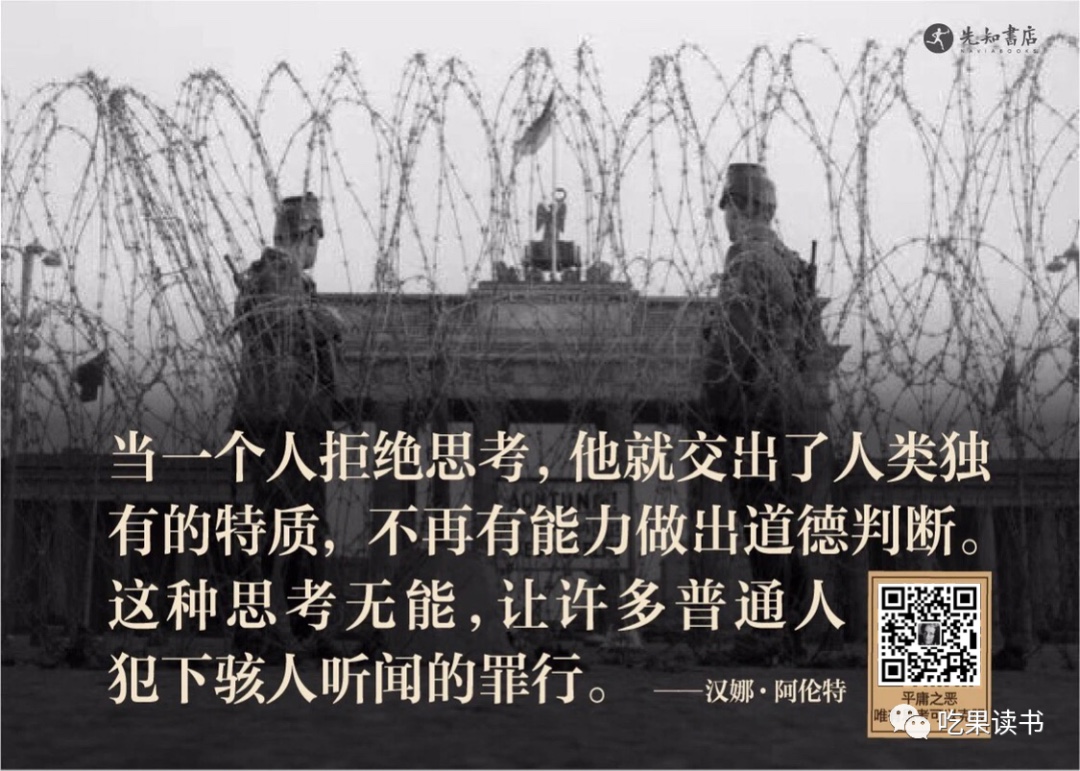 先知書店
当一个人拒绝思考，他就交出了人类独
有的特质，不再有能力做出道德判断。
这种思考无能，让许多普通人
犯下骇人听闻的罪行。 ——汉娜·阿伦特
ACHTUNG!
平庸之恶
吃果读书